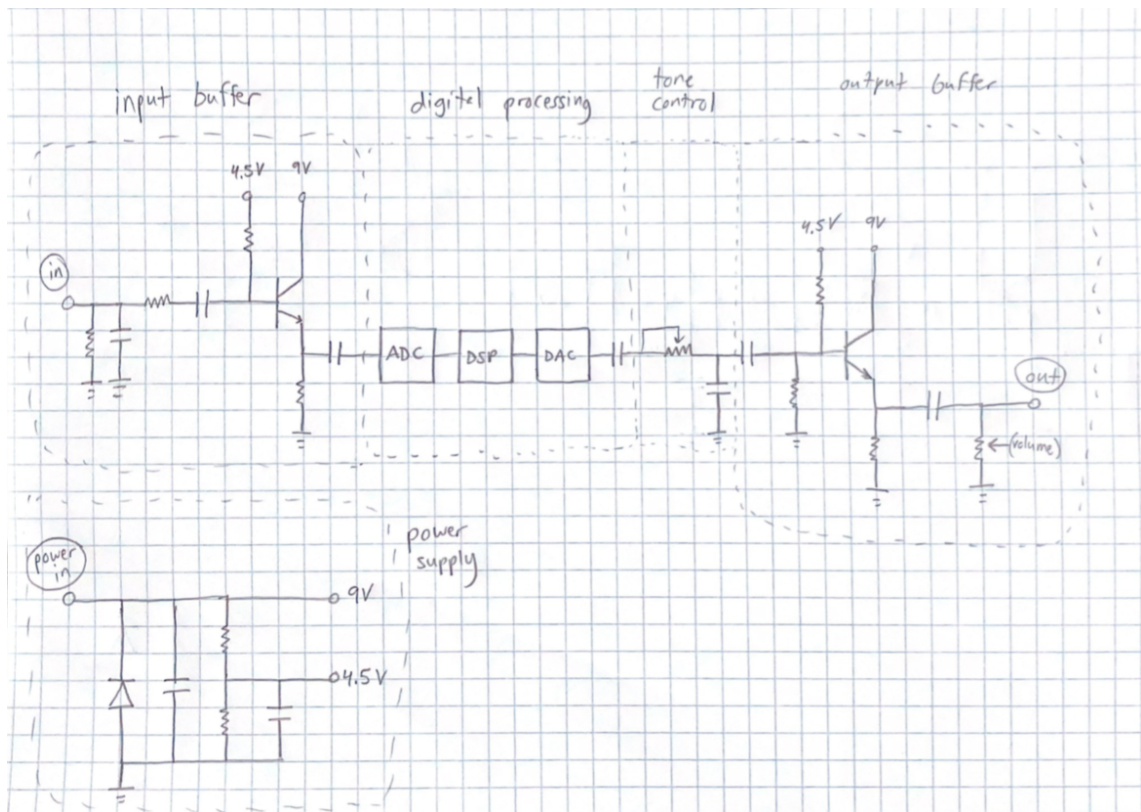 input buffer
digital processing
tone
control
output buffer
4.5V
9V
in
ADC
DSP
DAC
4.5V
9V
out
(volume)
power
in
9V
4.5V
power
supply